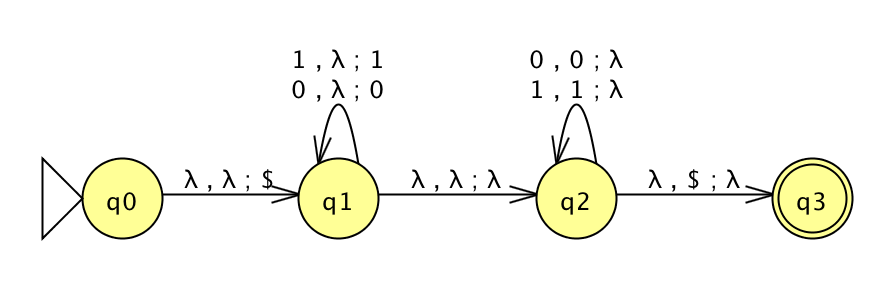 1 , λ ; 1
0 , λ ; 0
0 , 0 ; λ
1 , 1 ; λ
λ , λ ; $
λ , λ ; λ
λ , $ ; λ
q0
q1
q2
q3